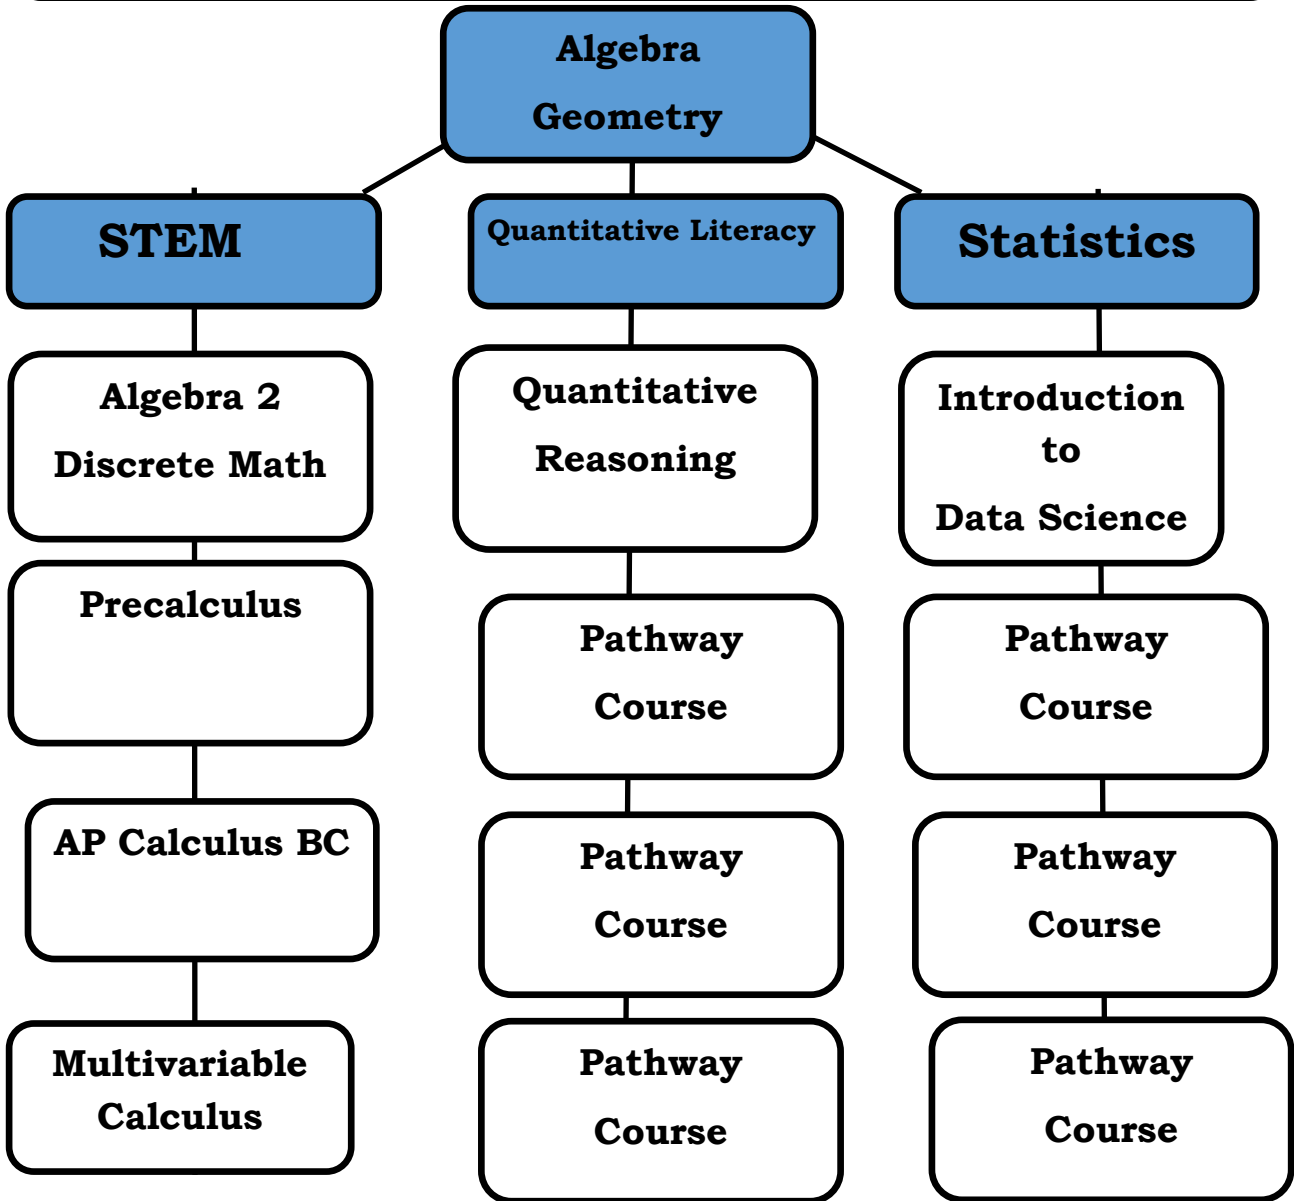 Algebra
Geometry
STEM
Quantitative Literacy
Statistics
Algebra 2
Discrete Math
Quantitative
Reasoning
Introduction
to
Data Science
Precalculus
Pathway
Course
Pathway
Course
AP Calculus BC
Pathway
Course
Pathway
Course
Multivariable
Calculus
Pathway
Course
Pathway
Course